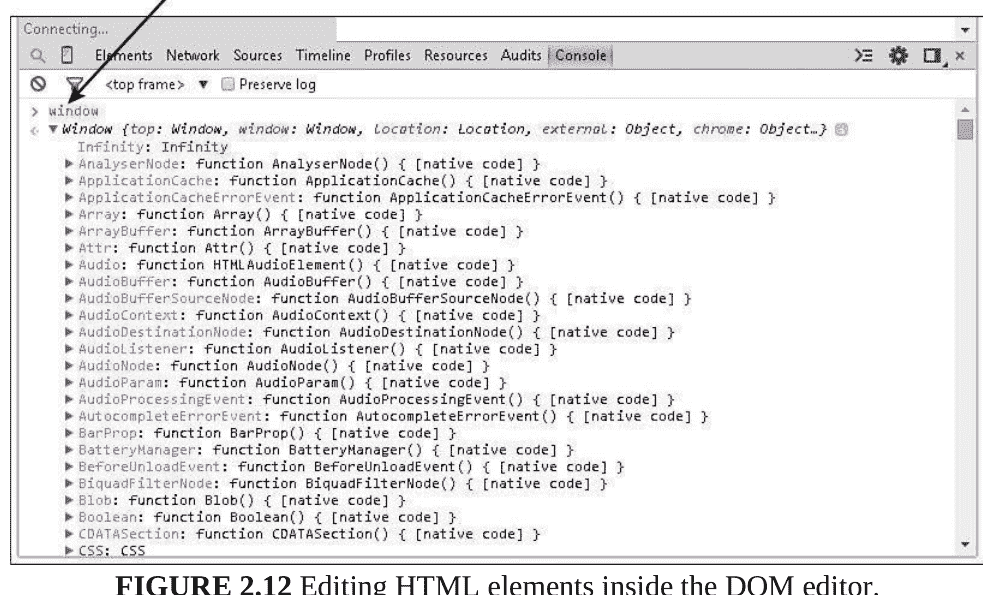 Connecting...
Elements Network Sources Timeline Profiles Resources Audits Console
<top frame> ▼ Preserve log
> window
▼Window {top: Window, window: Window, Location: Location, external: Object, chrome: Object…}
Infinity: Infinity
▶AnalyserNode: function AnalyserNode() { [native code] }
▶ApplicationCache: function ApplicationCache() { [native code] }
▶ApplicationCacheErrorEvent: function ApplicationCacheErrorEvent() { [native code] }
▶Array: function Array() { [native code] }
▶ArrayBuffer: function ArrayBuffer() { [native code] }
▶Attr: function Attr() { [native code] }
▶Audio: function HTMLAudioElement() { [native code] }
▶AudioBuffer: function AudioBuffer() { [native code] }
▶AudioBufferSourceNode: function AudioBufferSourceNode() { [native code] }
▶AudioContext: function AudioContext() { [native code] }
▶AudioDestinationNode: function AudioDestinationNode() { [native code] }
▶AudioListener: function AudioListener() { [native code] }
▶AudioNode: function AudioNode() { [native code] }
▶AudioParam: function AudioParam() { [native code] }
▶AudioProcessingEvent: function AudioProcessingEvent() { [native code] }
▶AutocompleteErrorEvent: function AutocompleteErrorEvent() { [native code] }
▶BarProp: function BarProp() { [native code] }
▶BatteryManager: function BatteryManager() { [native code] }
▶BeforeUnloadEvent: function BeforeUnloadEvent() { [native code] }
▶BiquadFilterNode: function BiquadFilterNode() { [native code] }
▶Blob: function Blob() { [native code] }
▶Boolean: function Boolean() { [native code] }
▶CDATASection: function CDATASection() { [native code] }
▶CSS: CSS
FIGURE 2.12 Editing HTML elements inside the DOM editor.